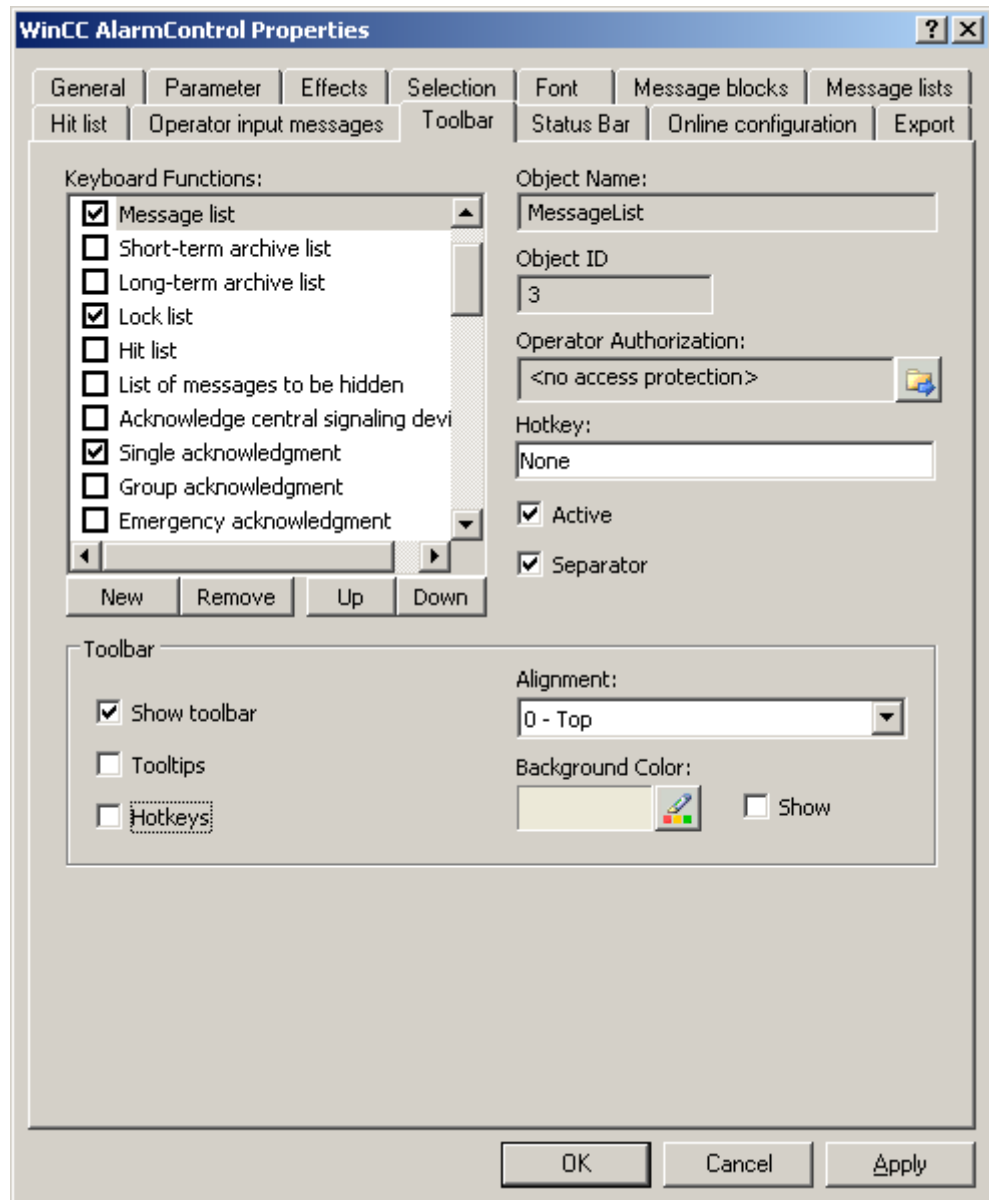 WinCC AlarmControl Properties
General Parameter Effects Selection Font Message blocks Message lists
Hit list Operator input messages Toolbar Status Bar Online configuration Export
Keyboard Functions:
Message list
Short-term archive list
Long-term archive list
Lock list
Hit list
List of messages to be hidden
Acknowledge central signaling devi
Single acknowledgment
Group acknowledgment
Emergency acknowledgment
New Remove Up Down
Object Name:
MessageList
Object ID
3
Operator Authorization:
<no access protection>
Hotkey:
None
Active
Separator
Toolbar
Show toolbar
Tooltips
Hotkeys
Alignment:
0 - Top
Background Color:
Show
OK Cancel Apply